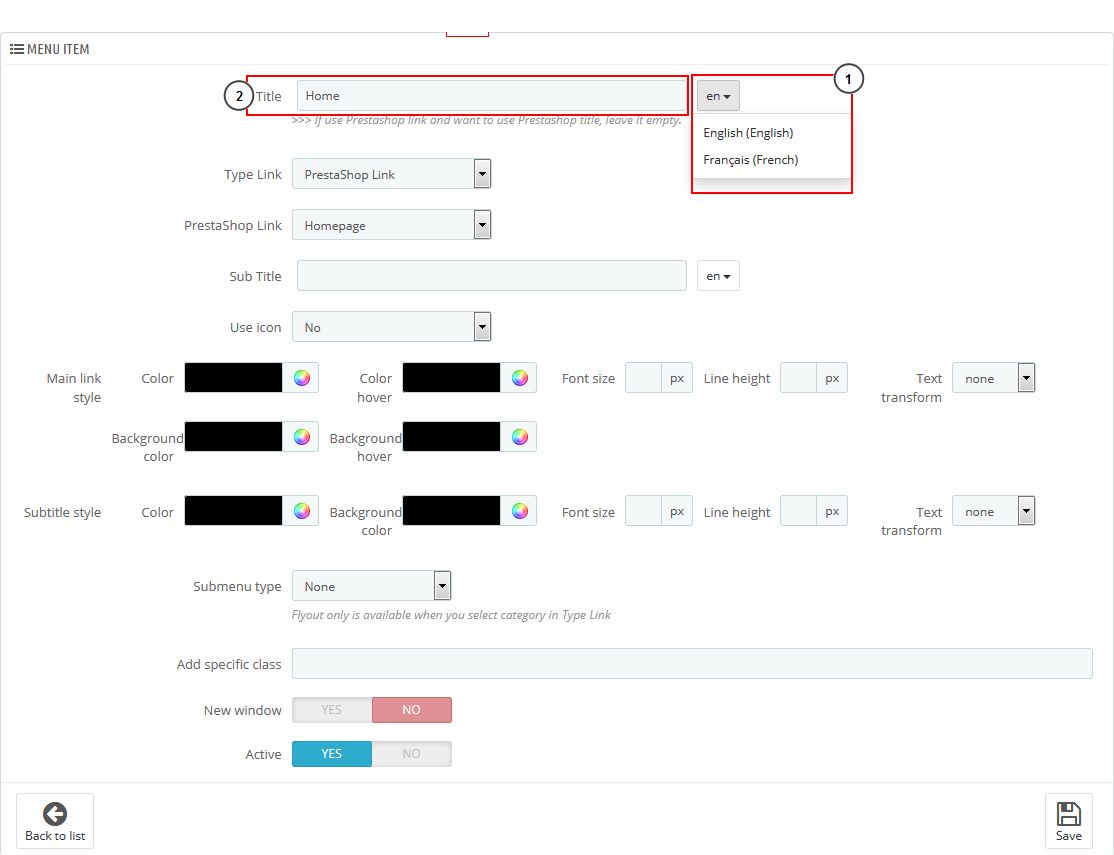 MENU ITEM
1
2 Title Home en
>>> If use Prestashop link and want to use Prestashop title, leave it empty.
English (English)
Français (French)
Type Link PrestaShop Link
PrestaShop Link Homepage
Sub Title en
Use icon No
Main link style Color Color hover Font size px Line height px Text transform none
Background color Background hover
Subtitle style Color Background color Font size px Line height px Text transform none
Submenu type None
Flyout only is available when you select category in Type Link
Add specific class
New window YES NO
Active YES NO
Back to list Save